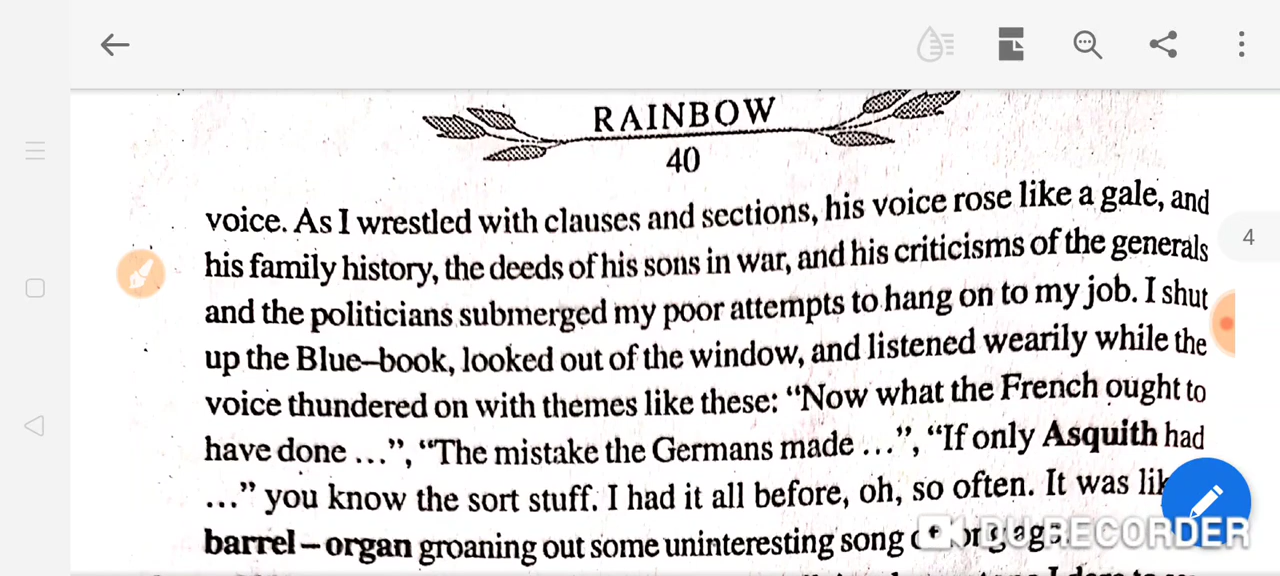 RAINBOW
40
4
voice. As I wrestled with clauses and sections, his voice rose like a gale, and
his family history, the deeds of his sons in war, and his criticisms of the generals
and the politicians submerged my poor attempts to hang on to my job. I shut
up the Blue–book, looked out of the window, and listened wearily while the
voice thundered on with themes like these: “Now what the French ought to
have done ...”, “The mistake the Germans made ...”, “If only Asquith had
...” you know the sort stuff. I had it all before, oh, so often. It was
barrel–organ groaning out some uninteresting song
DU RECORDER